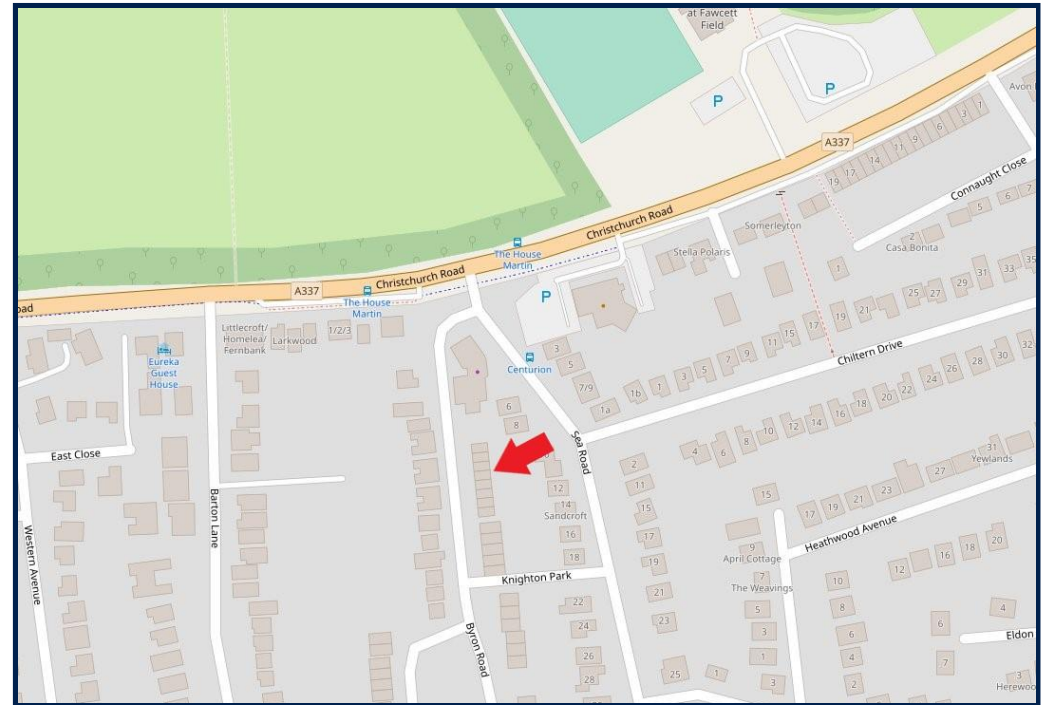 at Fawcett
Field
P
P
Avon
A337
19
17
14
11
9
6
3
1
Connaught Close
5
6
7
2
Casa Bonita
Christchurch Road
Somerleyton
Stella Polaris
The House
Martin
Christchurch Road
A337
The House
Martin
P
Littlecroft/
Homelea/
Fernbank
Larkwood
1/2/3
Eureka
Guest
House
Centurion
3
5
7/9
1a
1b
1
3
5
7
9
11
15
17
19
21
25
27
29
31
33
35
1
Chiltern Drive
32
30
28
26
24
22
20
18
16
14
12
10
8
6
4
6
8
Sea Road
2
11
15
17
19
21
23
25
12
14
Sandcroft
16
18
East Close
Western Avenue
Barton Lane
Knighton Park
Byron Road
22
24
26
28
31
Yewlands
27
23
21
19
17
15
Heathwood Avenue
9
April Cottage
7
The Weavings
5
3
1
1
3
10
8
6
4
2
12
16
18
20
6
7
4
Eldon
3